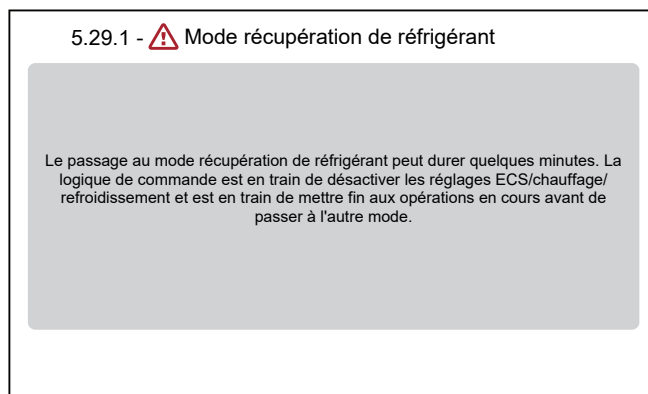 5.29.1 - Mode récupération de réfrigérant
Le passage au mode récupération de réfrigérant peut durer quelques minutes. La
logique de commande est en train de désactiver les réglages ECS/chauffage/
refroidissement et est en train de mettre fin aux opérations en cours avant de
passer à l'autre mode.